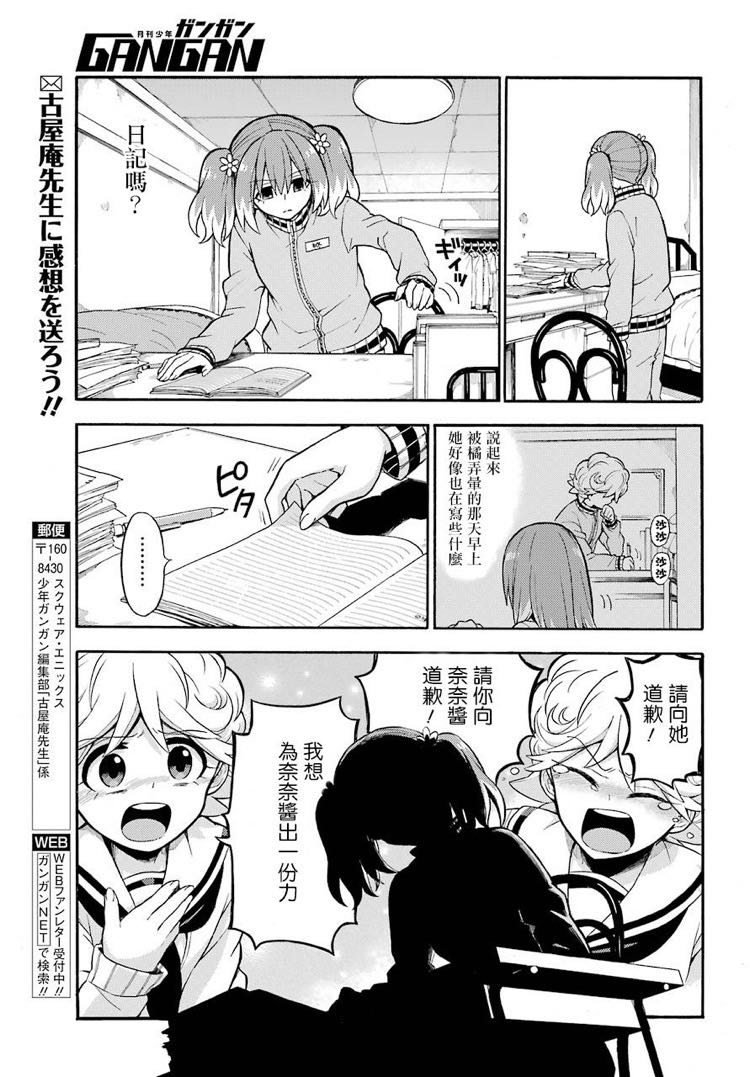 月刊少年
ガンガン
GANGAN
古屋庵先生に感想を送ろう!!
日記嗎?
ギィッ
說起來
被橘弄暈的那天早上
她好像也在寫些什麼
沙沙
沙沙
ピタ
………
請向她
道歉!
請你向
奈奈醬
道歉!
我想
為奈奈醬出一份力
郵便
〒160-8430
スクウェア・エニックス
少年ガンガン編集部「古屋庵先生」係
WEB
WEBファンレター受付中!!
ガンガンNETで検索!!